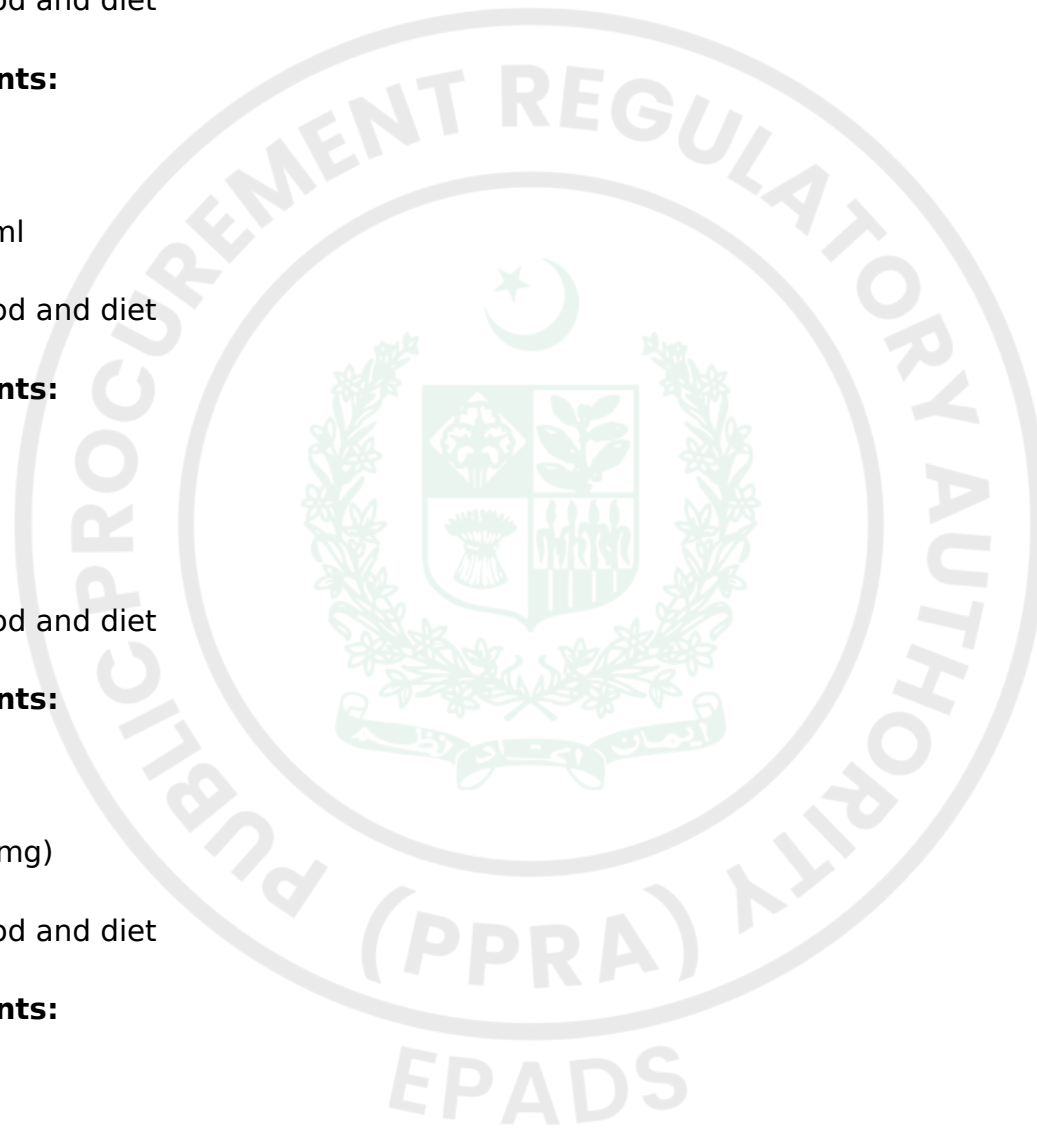 od and diet
nts:
ml
od and diet
nts:
od and diet
nts:
mg)
od and diet
nts:
PUBLIC PROCUREMENT REGULATORY AUTHORITY
(PPRA)
EPADS